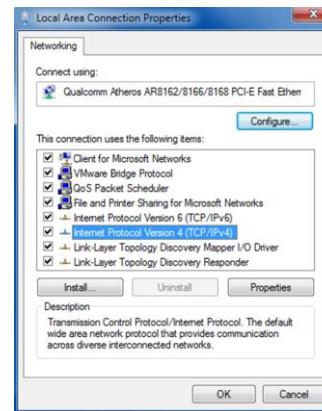 Local Area Connection Properties
Networking
Connect using:
Qualcomm Atheros AR8162/8166/8168 PCI-E Fast Ethern
Configure...
This connection uses the following items:
Client for Microsoft Networks
VMware Bridge Protocol
QoS Packet Scheduler
File and Printer Sharing for Microsoft Networks
Internet Protocol Version 6 (TCP/IPv6)
Internet Protocol Version 4 (TCP/IPv4)
Link-Layer Topology Discovery Mapper I/O Driver
Link-Layer Topology Discovery Responder
Install... Uninstall Properties
Description
Transmission Control Protocol/Internet Protocol. The default
wide area network protocol that provides communication
across diverse interconnected networks.
OK Cancel